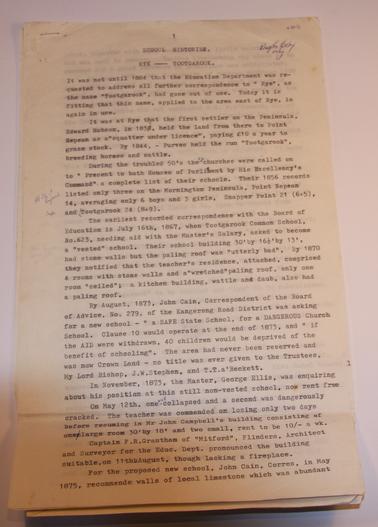 1
SCHOOL HISTORIES.
RYE —— TOOTGAROOK.
It was not until 1884 that the Education Department was re-
quested to address all further correspondence to " Rye", as
the name "Tootgarook", had gone out of use. Today it is
fitting that this name, applied to the area east of Rye, is
again in use.
It was at Rye that the first settler on the Peninsula,
Edward Hobson, in 1838, held the land from there to Point
Nepean as a "squatter under licence", paying £10 a year to
graze stock. By 1844, - Purves held the run "Tootgarook",
breeding horses and cattle.
During the troubled 50's the churches were called on
to " Present to both Houses of Parliment by His Excellency's
Command" a complete list of their schools. Their 1856 records
listed only three on the Mornington Peninsula, Point Nepean
14, averaging only 6 boys and 3 girls, Snapper Point 21 (6+5),
and Tootgarook 24 (8+9).
The earliest recorded correspondence with the Board of
Education is July 16th, 1867, when Tootgarook Common School,
No.623, needing aid with the Master's Salary, asked to become
a "vested" school. Their school building 30'by 16½'by 13',
had stone walls but the paling roof was "utterly bad". By 1870
they notified that the teacher's residence, attached, comprised
4 rooms with stone walls and a "wretched" paling roof, only one
room "ceiled"; a kitchen building, wattle and daub, also had
a paling roof.
By August, 1873, John Cain, Correspondent of the Board
of Advice, No. 279, of the Kangerong Road District was asking
for a new school - " a SAFE State School, for a DANGEROUS Church
School. Clause 10 would operate at the end of 1873, and " if
the AID were withdrawn, 40 children would be deprived of the
benefit of schooling". The area had never been reserved and
was now Crown Land - no title was ever given to the Trustees,
My Lord Bishop, J.W.Stephen, and T.T.a'Beckett.
In November, 1873, the Master, George Ellis, was enquiring
about his position at this still non-vested school, now rent free
On May 12th, one collapsed and a second was dangerously
cracked. The teacher was commended on losing only two days
before resuming in Mr John Campbell's building consisting of
one large room 30'by 18' and two small, rent to be 10/- a wk.
Captain F.R.Grantham of "Mitford", Flinders, Architect
and Surveyor for the Educ. Dept. pronounced the building
suitable, on 11th August, though lacking a fireplace.
For the proposed new school, John Cain, Corres, in May
1875, recommends walls of local limestone which was abundant